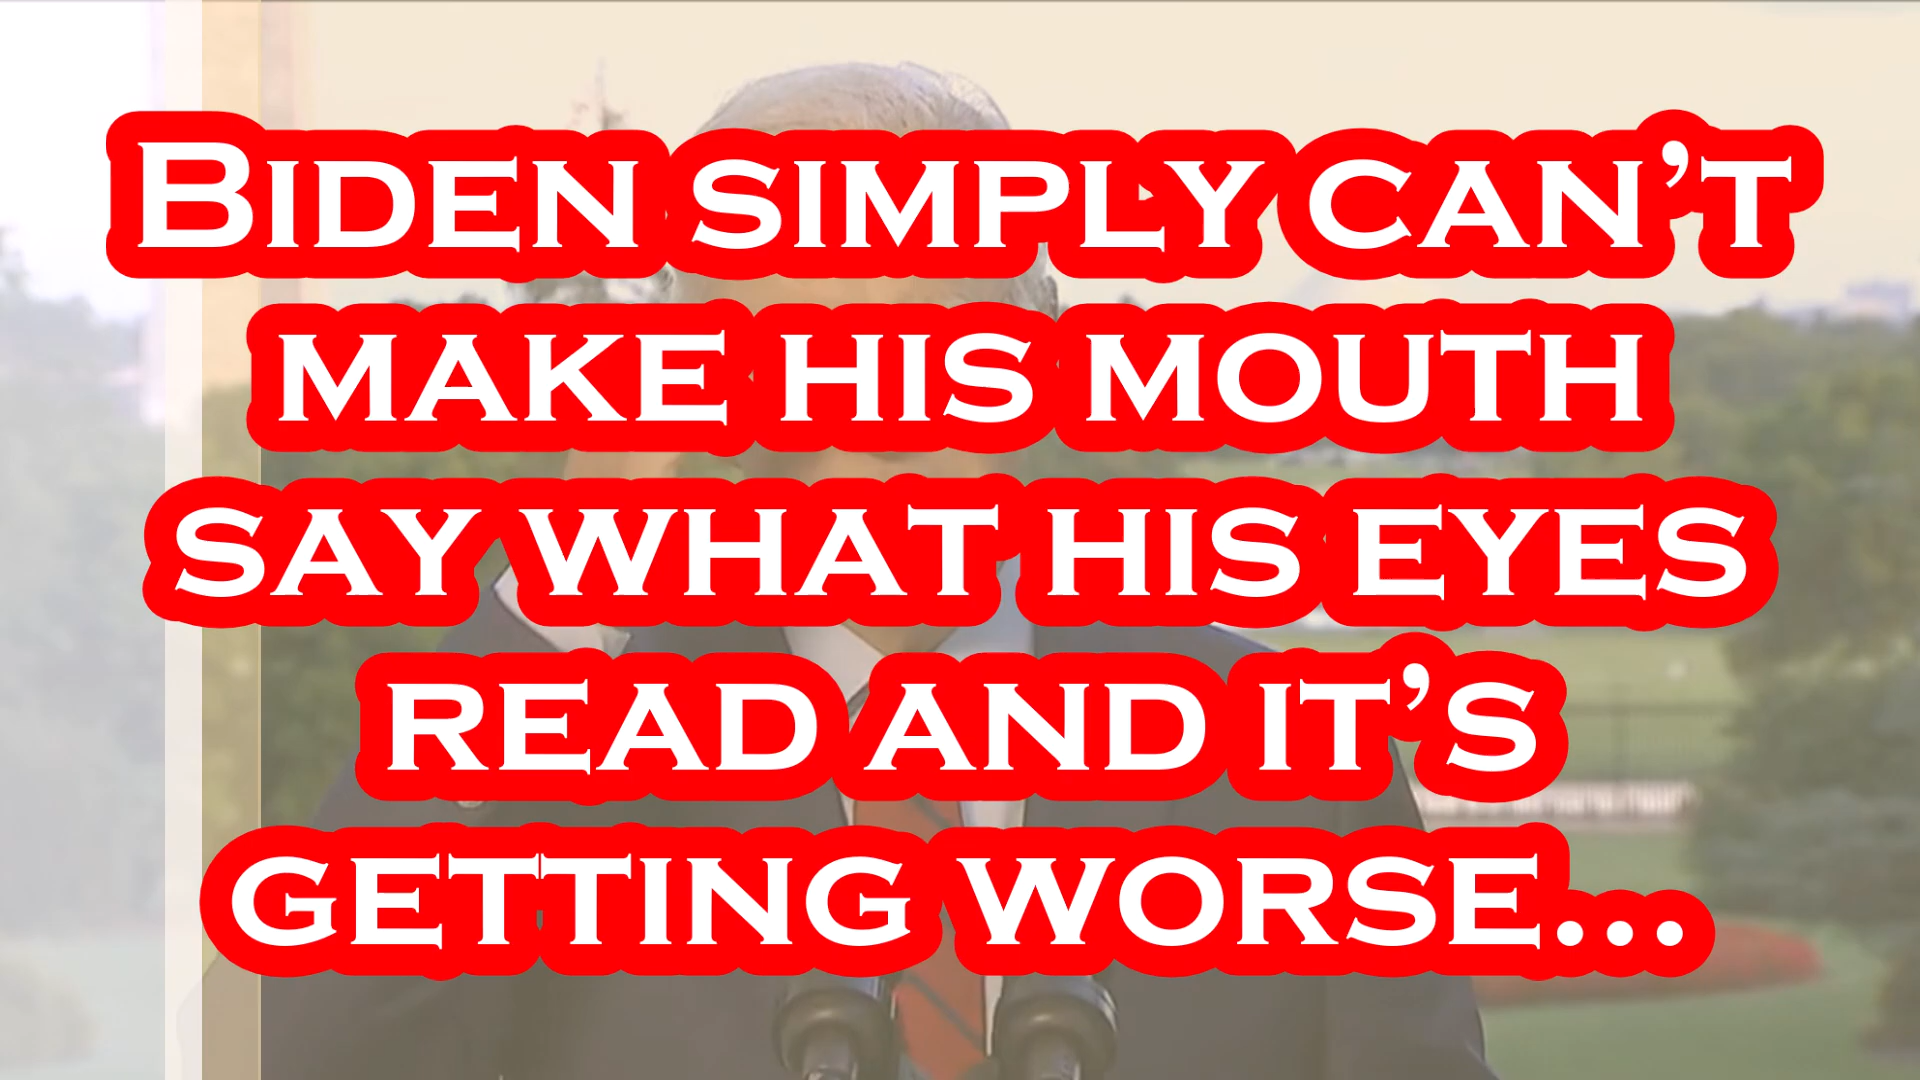 Biden simply can’t
make his mouth
say what his eyes
read and it’s
getting worse...